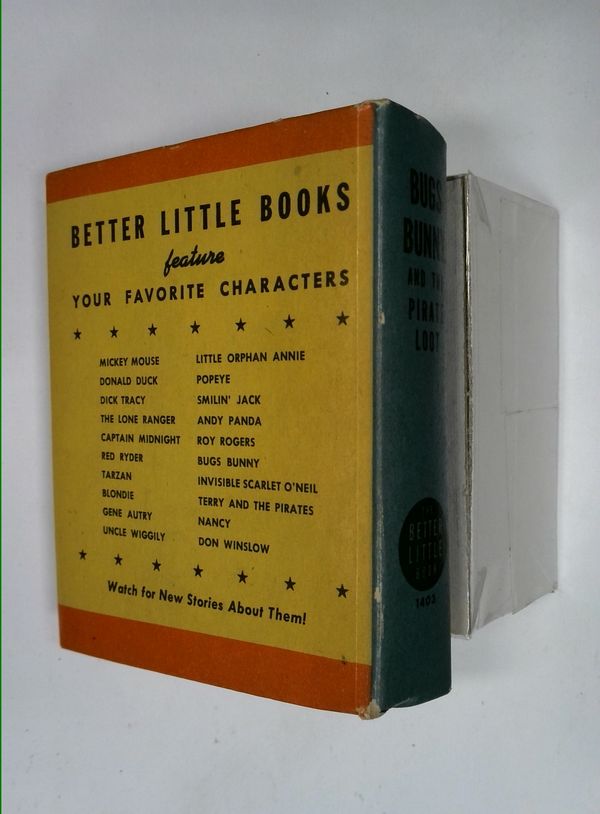 BETTER LITTLE BOOKS
feature
YOUR FAVORITE CHARACTERS
MICKEY MOUSE
DONALD DUCK
DICK TRACY
THE LONE RANGER
CAPTAIN MIDNIGHT
RED RYDER
TARZAN
BLONDIE
GENE AUTRY
UNCLE WIGGILY
LITTLE ORPHAN ANNIE
POPEYE
SMILIN' JACK
ANDY PANDA
ROY ROGERS
BUGS BUNNY
INVISIBLE SCARLET O'NEIL
TERRY AND THE PIRATES
NANCY
DON WINSLOW
Watch for New Stories About Them!
BUGS
BUNNY
AND THE
PIRATE
LOOT
THE
BETTER
LITTLE
BOOK
1403